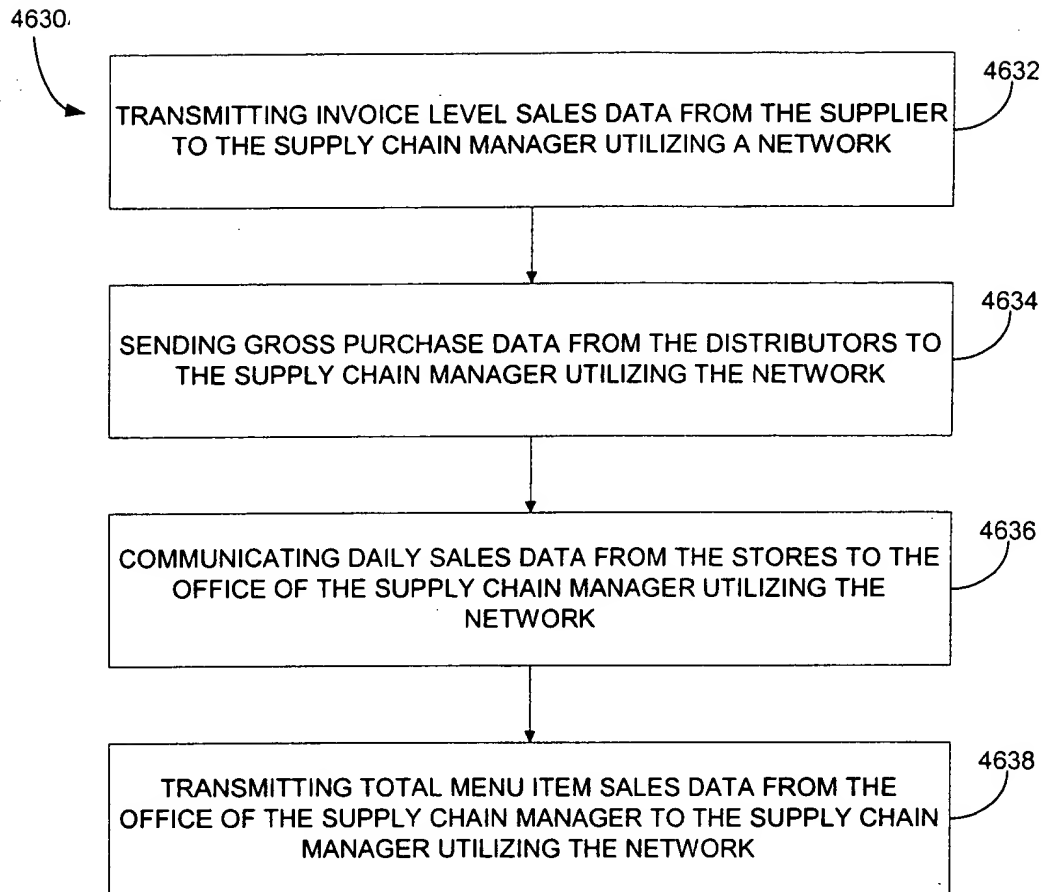 4630
4632
TRANSMITTING INVOICE LEVEL SALES DATA FROM THE SUPPLIER
TO THE SUPPLY CHAIN MANAGER UTILIZING A NETWORK
4634
SENDING GROSS PURCHASE DATA FROM THE DISTRIBUTORS TO
THE SUPPLY CHAIN MANAGER UTILIZING THE NETWORK
4636
COMMUNICATING DAILY SALES DATA FROM THE STORES TO THE
OFFICE OF THE SUPPLY CHAIN MANAGER UTILIZING THE
NETWORK
4638
TRANSMITTING TOTAL MENU ITEM SALES DATA FROM THE
OFFICE OF THE SUPPLY CHAIN MANAGER TO THE SUPPLY CHAIN
MANAGER UTILIZING THE NETWORK